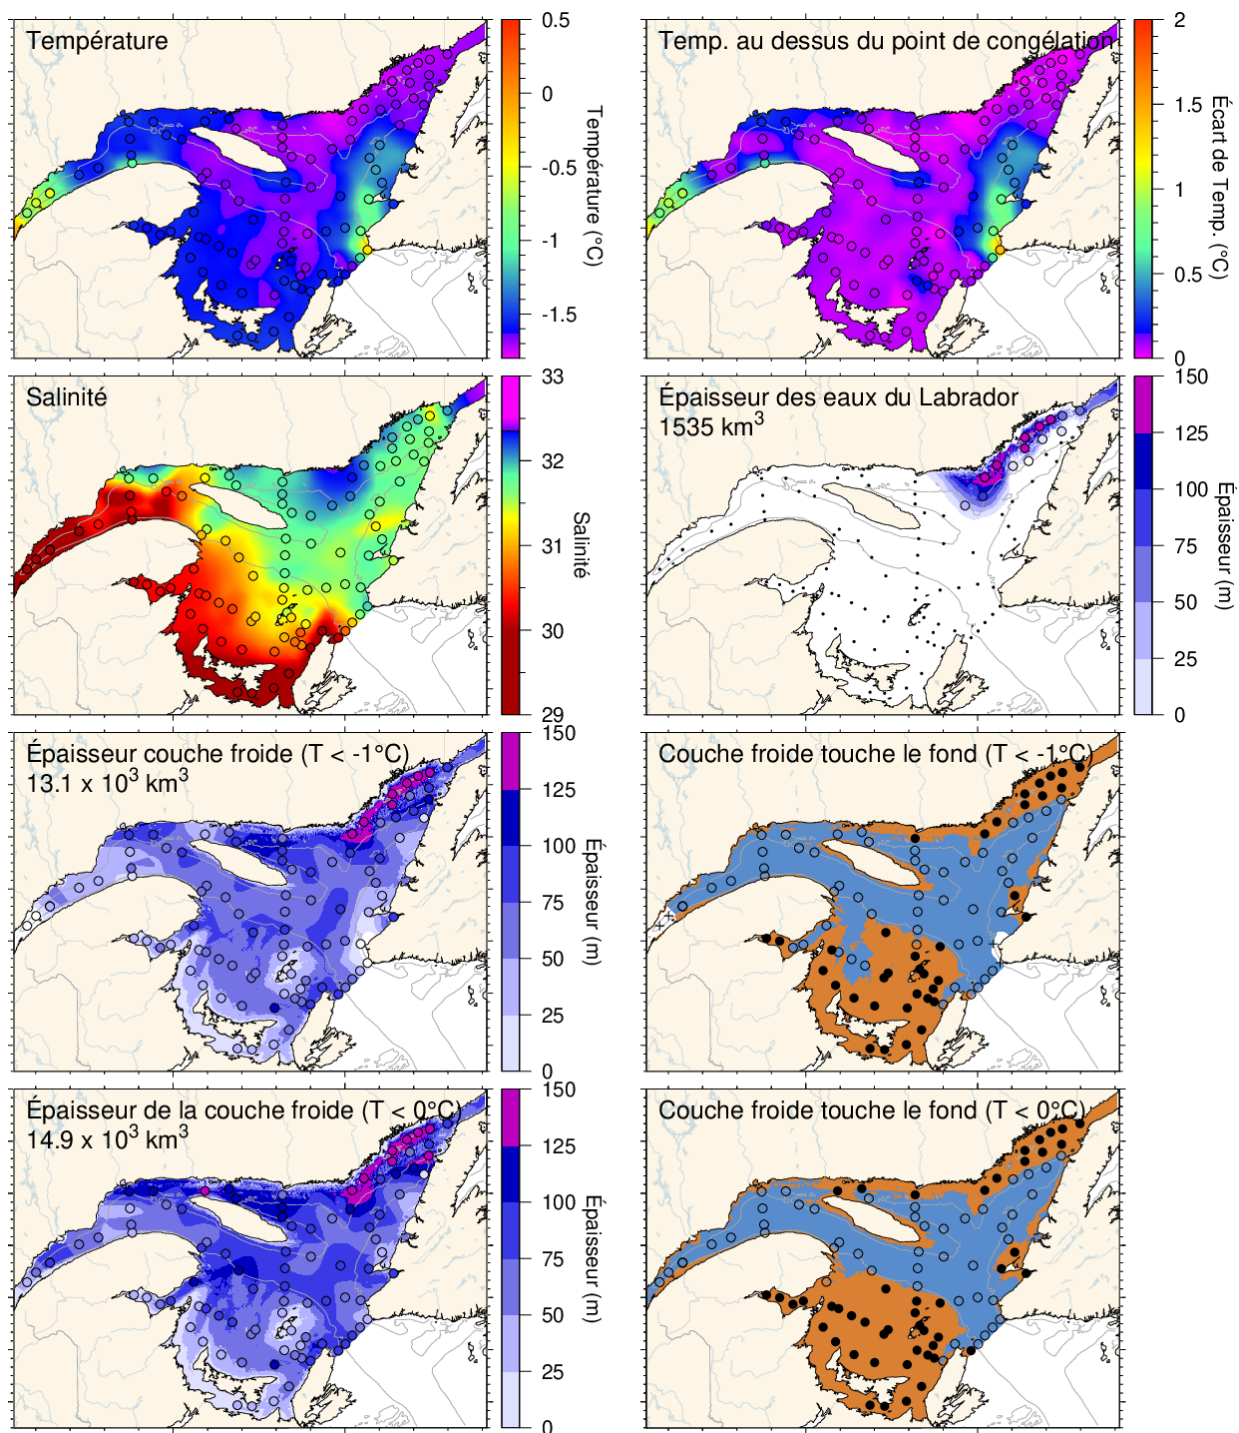 Température
0.5
0
-0.5
-1
-1.5
Température (°C)
Temp. au dessus du point de congélation
2
1.5
1
0.5
0
Écart de Temp. (°C)
Salinité
33
32
31
30
29
Salinité
Épaisseur des eaux du Labrador
1535 km³
150
125
100
75
50
25
0
Épaisseur (m)
Épaisseur couche froide (T < -1°C)
13.1 x 10³ km³
150
125
100
75
50
25
0
Épaisseur (m)
Couche froide touche le fond (T < -1°C)
Épaisseur de la couche froide (T < 0°C)
14.9 x 10³ km³
150
125
100
75
50
25
0
Épaisseur (m)
Couche froide touche le fond (T < 0°C)